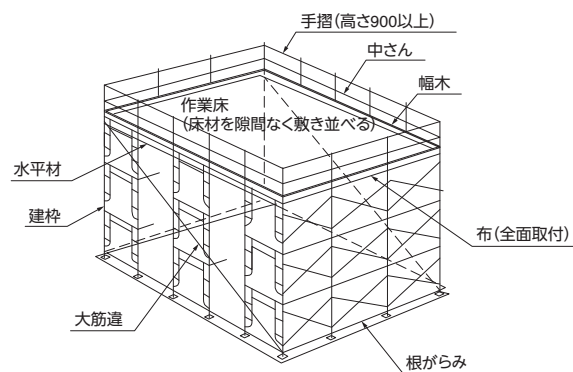 手摺(高さ900以上)
中さん
幅木
作業床
(床材を隙間なく敷き並べる)
水平材
建枠
布(全面取付)
大筋違
根がらみ